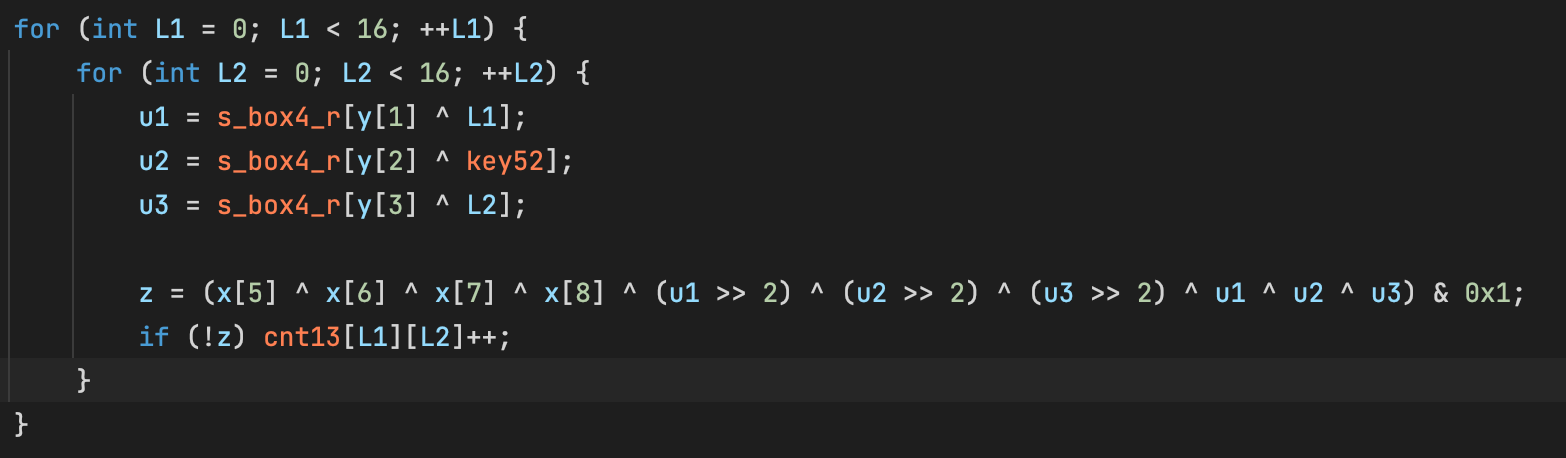 for (int L1 = 0; L1 < 16; ++L1) {
for (int L2 = 0; L2 < 16; ++L2) {
u1 = s_box4_r[y[1] ^ L1];
u2 = s_box4_r[y[2] ^ key52];
u3 = s_box4_r[y[3] ^ L2];
z = (x[5] ^ x[6] ^ x[7] ^ x[8] ^ (u1 >> 2) ^ (u2 >> 2) ^ (u3 >> 2) ^ u1 ^ u2 ^ u3) & 0x1;
if (!z) cnt13[L1][L2]++;
}
}